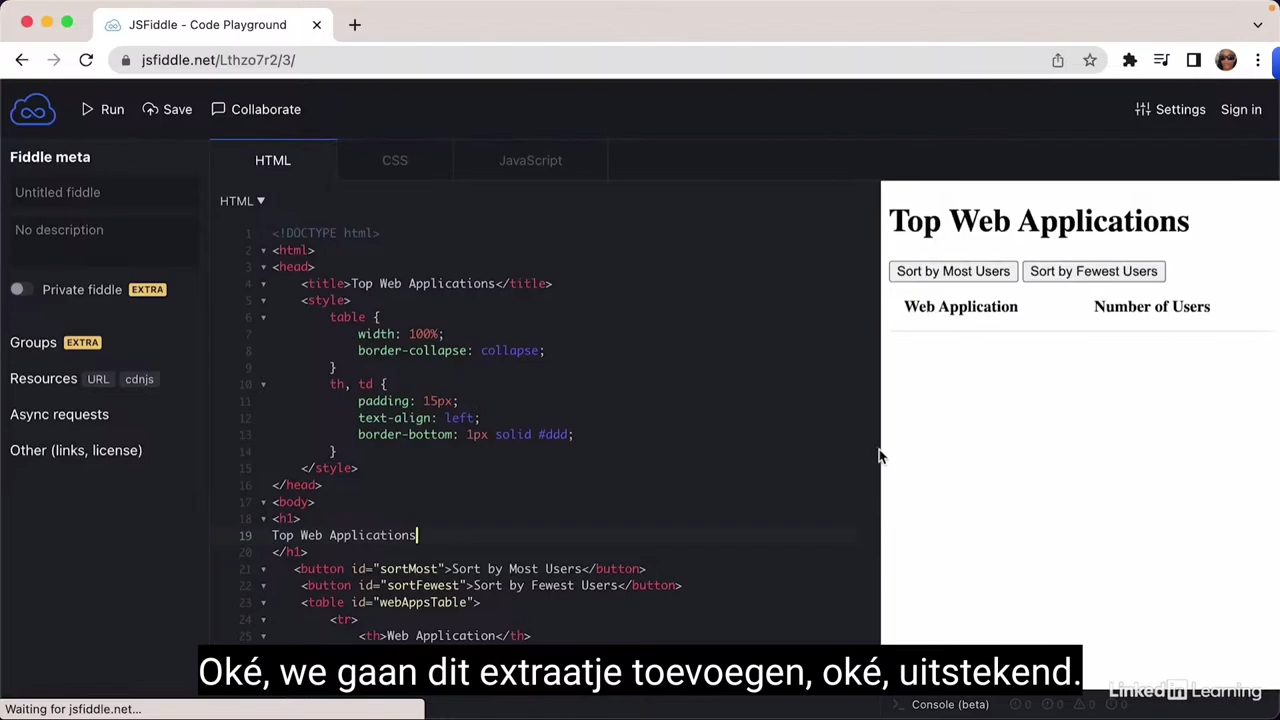 JSFiddle - Code Playground
jsfiddle.net/Lthzo7r2/3/
Run
Save
Collaborate
Settings
Sign in
Fiddle meta
Untitled fiddle
No description
Private fiddle EXTRA
Groups EXTRA
Resources URL cdnjs
Async requests
Other (links, license)
HTML
CSS
JavaScript
HTML▼
1 <!DOCTYPE html>
2 <html>
3 <head>
4 <title>Top Web Applications</title>
5 <style>
6 table {
7 width: 100%;
8 border-collapse: collapse;
9 }
10 th, td {
11 padding: 15px;
12 text-align: left;
13 border-bottom: 1px solid #ddd;
14 }
15 </style>
16 </head>
17 <body>
18 <h1>
19 Top Web Applications
20 </h1>
21 <button id="sortMost">Sort by Most Users</button>
22 <button id="sortFewest">Sort by Fewest Users</button>
23 <table id="webAppsTable">
24 <tr>
25 <th>Web Application</th>
Top Web Applications
Sort by Most Users
Sort by Fewest Users
Web Application
Number of Users
Oké, we gaan dit extraatje toevoegen, oké, uitstekend.
LinkedIn Learning
Waiting for jsfiddle.net...
>_ Console (beta) 0 0 0 0